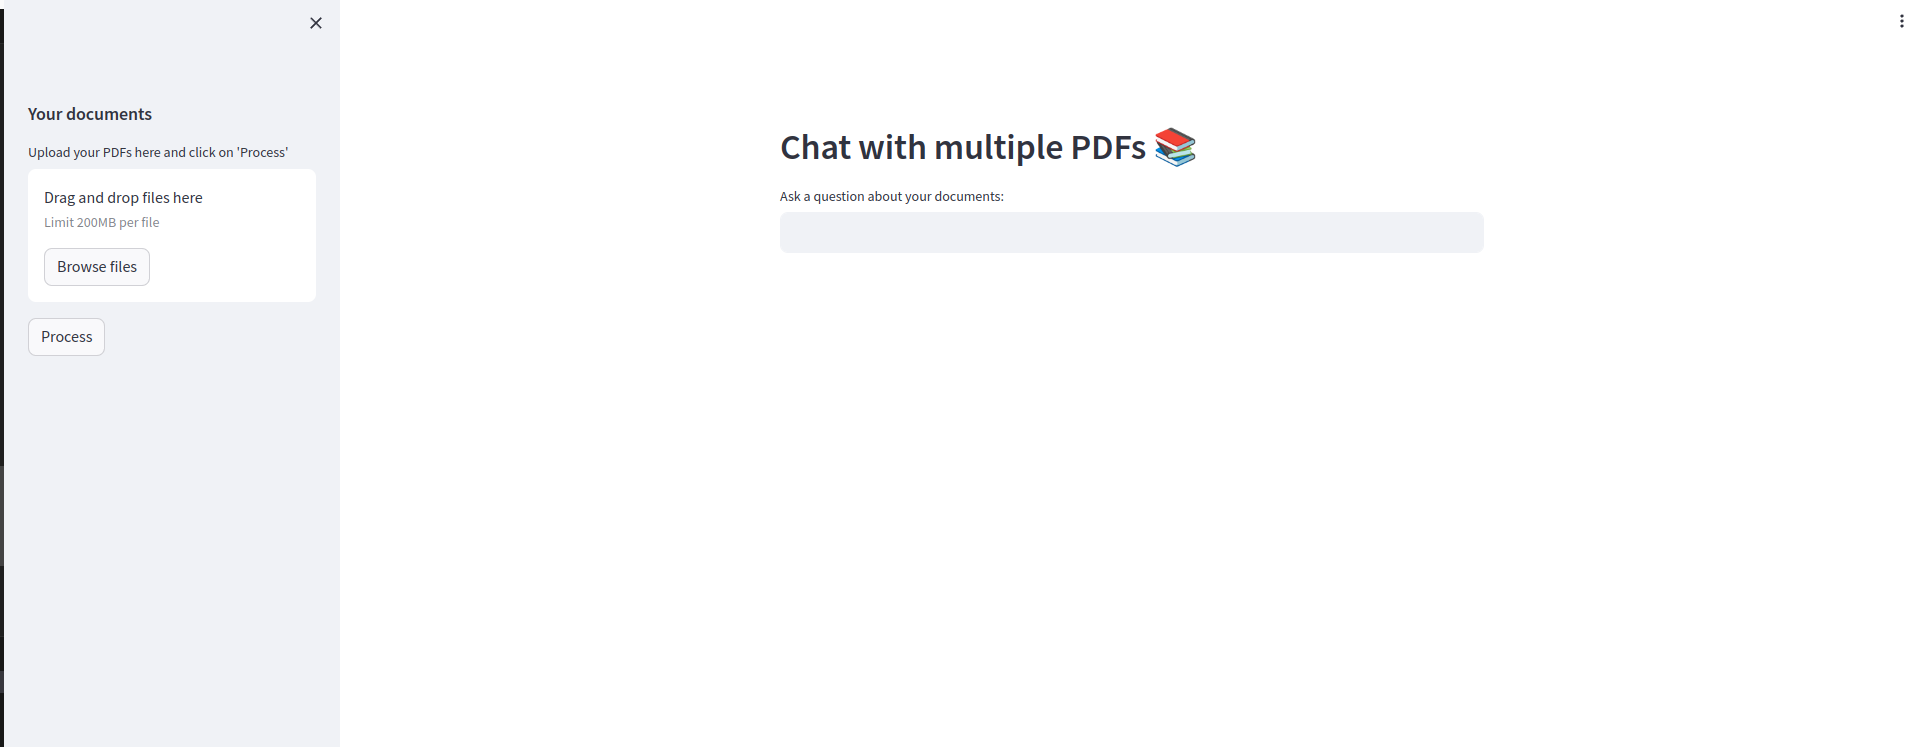 Your documents
Upload your PDFs here and click on 'Process'
Drag and drop files here
Limit 200MB per file
Browse files
Process
Chat with multiple PDFs 📚
Ask a question about your documents: